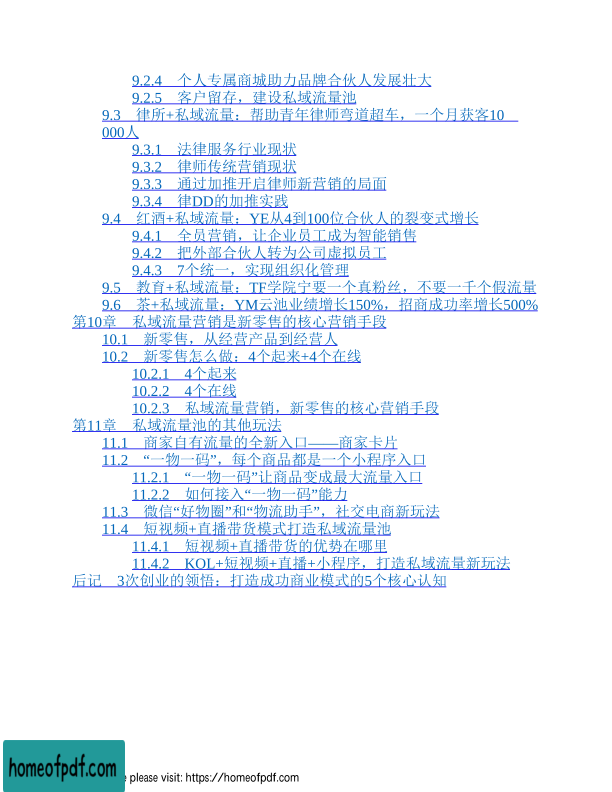 9.2.4 个人专属商城助力品牌合伙人发展壮大
9.2.5 客户留存，建设私域流量池
9.3 律所+私域流量：帮助青年律师弯道超车，一个月获客10
000人
9.3.1 法律服务行业现状
9.3.2 律师传统营销现状
9.3.3 通过加推开启律师新营销的局面
9.3.4 律DD的加推实践
9.4 红酒+私域流量：YE从4到100位合伙人的裂变式增长
9.4.1 全员营销，让企业员工成为智能销售
9.4.2 把外部合伙人转为公司虚拟员工
9.4.3 7个统一，实现组织化管理
9.5 教育+私域流量：TF学院宁要一个真粉丝，不要一千个假流量
9.6 茶+私域流量：YM云池业绩增长150%，招商成功率增长500%
第10章 私域流量营销是新零售的核心营销手段
10.1 新零售，从经营产品到经营人
10.2 新零售怎么做：4个起来+4个在线
10.2.1 4个起来
10.2.2 4个在线
10.2.3 私域流量营销，新零售的核心营销手段
第11章 私域流量池的其他玩法
11.1 商家自有流量的全新入口——商家卡片
11.2 “一物一码”，每个商品都是一个小程序入口
11.2.1 “一物一码”让商品变成最大流量入口
11.2.2 如何接入“一物一码”能力
11.3 微信“好物圈”和“物流助手”，社交电商新玩法
11.4 短视频+直播带货模式打造私域流量池
11.4.1 短视频+直播带货的优势在哪里
11.4.2 KOL+短视频+直播+小程序，打造私域流量新玩法
后记 3次创业的领悟：打造成功商业模式的5个核心认知
homeofpdf.com
please visit: https://homeofpdf.com